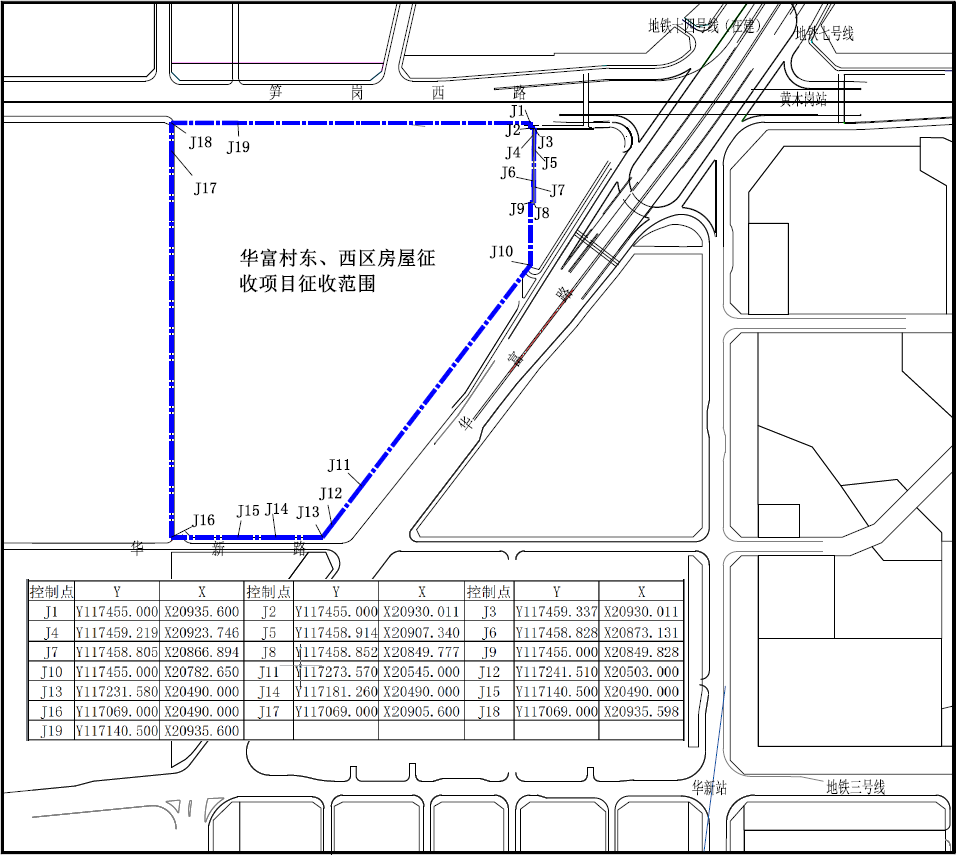 地铁十四号线（在建）
地铁七号线
黄木岗站
笋岗西路
J1
J2
J3
J4
J5
J6
J7
J8
J9
J10
J18
J19
J17
华富村东、西区房屋征
收项目征收范围
华富路
J11
J12
J13
J14
J15
J16
华新路
控制点 Y X 控制点 Y X 控制点 Y X
J1 Y117455.000 X20935.600 J2 Y117455.000 X20930.011 J3 Y117459.337 X20930.011
J4 Y117459.219 X20923.746 J5 Y117458.914 X20907.340 J6 Y117458.828 X20873.131
J7 Y117458.805 X20866.894 J8 Y117458.852 X20849.777 J9 Y117455.000 X20849.828
J10 Y117455.000 X20782.650 J11 Y117273.570 X20545.000 J12 Y117241.510 X20503.000
J13 Y117231.580 X20490.000 J14 Y117181.260 X20490.000 J15 Y117140.500 X20490.000
J16 Y117069.000 X20490.000 J17 Y117069.000 X20905.600 J18 Y117069.000 X20935.598
J19 Y117140.500 X20935.600
华新站
地铁三号线